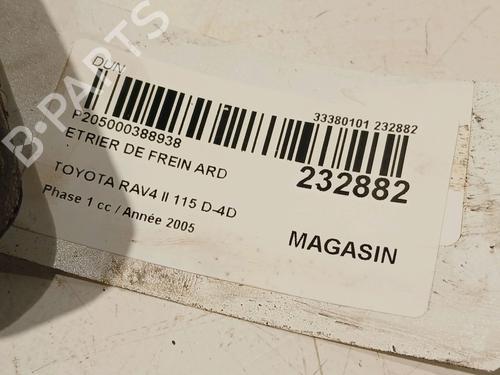 DUN
P205000388938
33380101 232882
ETRIER DE FREIN ARD
232882
TOYOTA RAV4 II 115 D-4D
Phase 1 cc / Année 2005
MAGASIN
B-PARTS